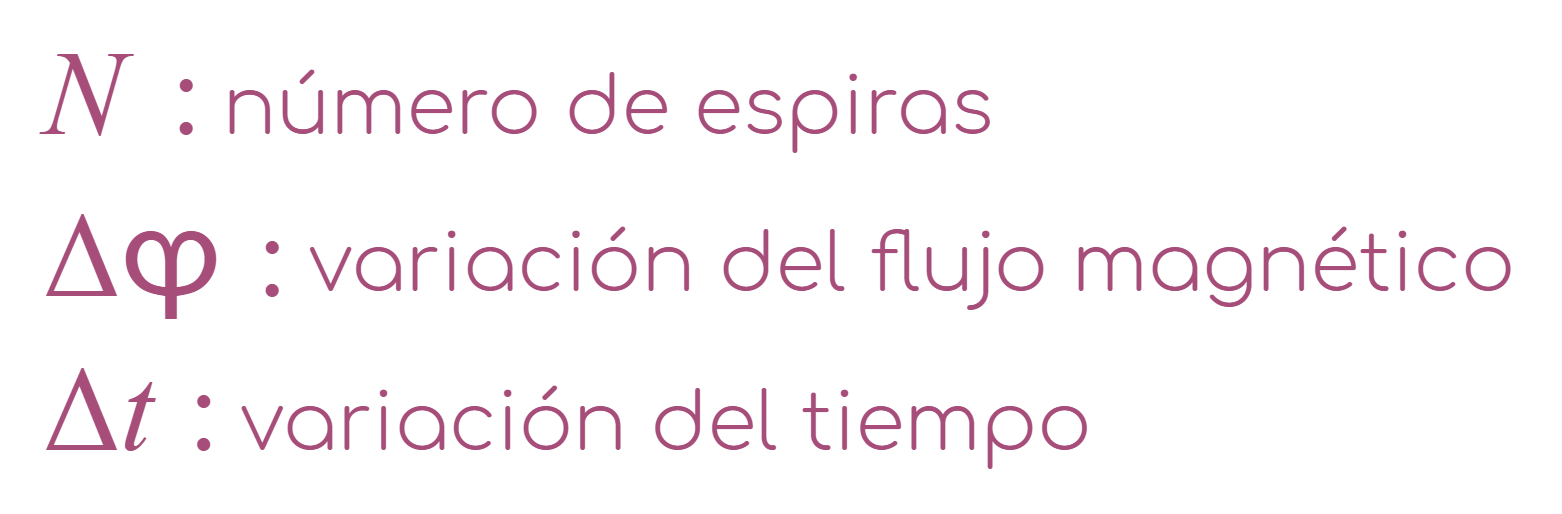 N : número de espiras
Δφ : variación del flujo magnético
Δt : variación del tiempo